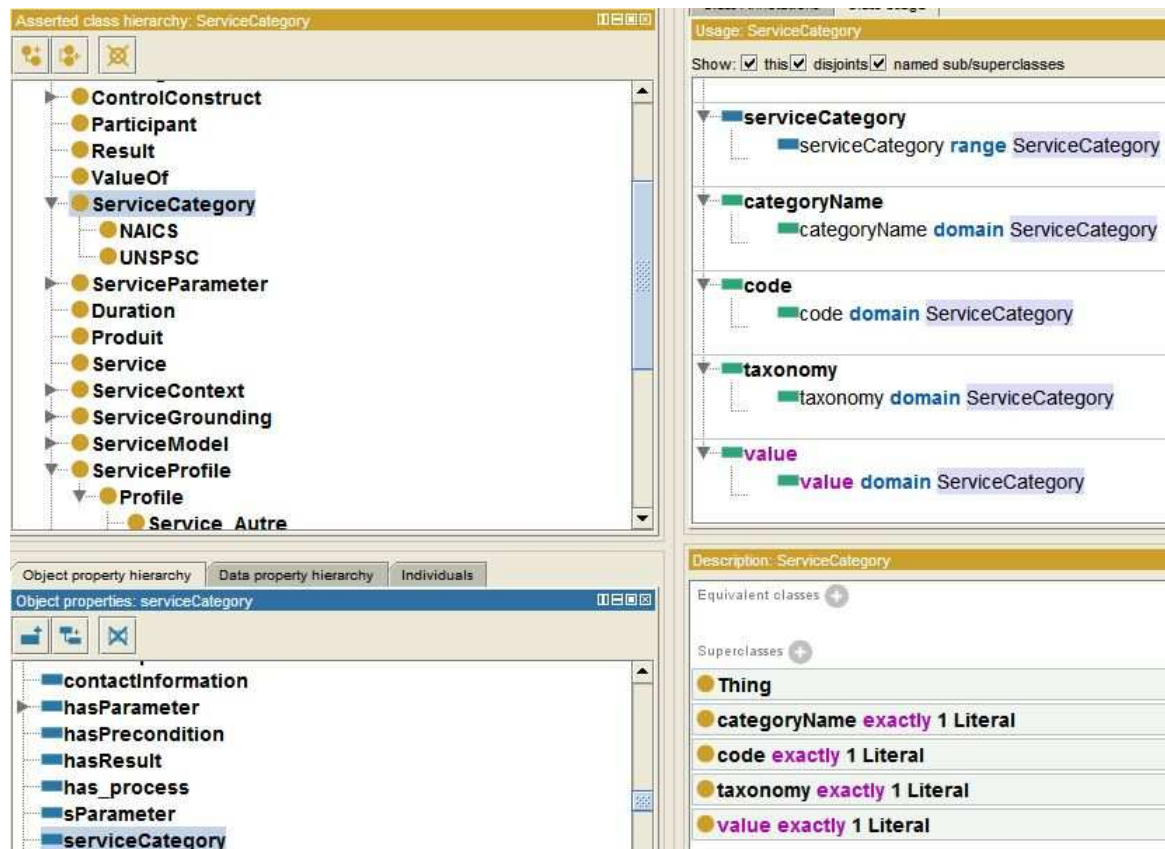 Asserted class hierarchy: ServiceCategory
ControlConstruct
Participant
Result
ValueOf
ServiceCategory
NAICS
UNSPSC
ServiceParameter
Duration
Produit
Service
ServiceContext
ServiceGrounding
ServiceModel
ServiceProfile
Profile
Service_Autre
Usage: ServiceCategory
Show: this disjoints named sub/superclasses
serviceCategory
serviceCategory range ServiceCategory
categoryName
categoryName domain ServiceCategory
code
code domain ServiceCategory
taxonomy
taxonomy domain ServiceCategory
value
value domain ServiceCategory
Object property hierarchy Data property hierarchy Individuals
Object properties: serviceCategory
contactInformation
hasParameter
hasPrecondition
hasResult
has_process
sParameter
serviceCategory
Description: ServiceCategory
Equivalent classes
Superclasses
Thing
categoryName exactly 1 Literal
code exactly 1 Literal
taxonomy exactly 1 Literal
value exactly 1 Literal